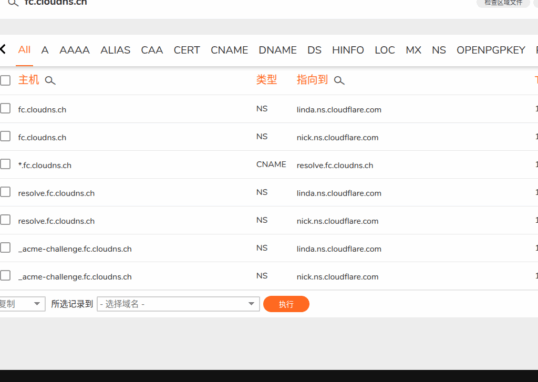 fc.cloudns.ch
检查区域文件
All A AAAA ALIAS CAA CERT CNAME DNAME DS HINFO LOC MX NS OPENPGPKEY
主机 类型 指向到
fc.cloudns.ch NS linda.ns.cloudflare.com
fc.cloudns.ch NS nick.ns.cloudflare.com
*.fc.cloudns.ch CNAME resolve.fc.cloudns.ch
resolve.fc.cloudns.ch NS linda.ns.cloudflare.com
resolve.fc.cloudns.ch NS nick.ns.cloudflare.com
_acme-challenge.fc.cloudns.ch NS linda.ns.cloudflare.com
_acme-challenge.fc.cloudns.ch NS nick.ns.cloudflare.com
复制 所选记录到 - 选择域名 - 执行